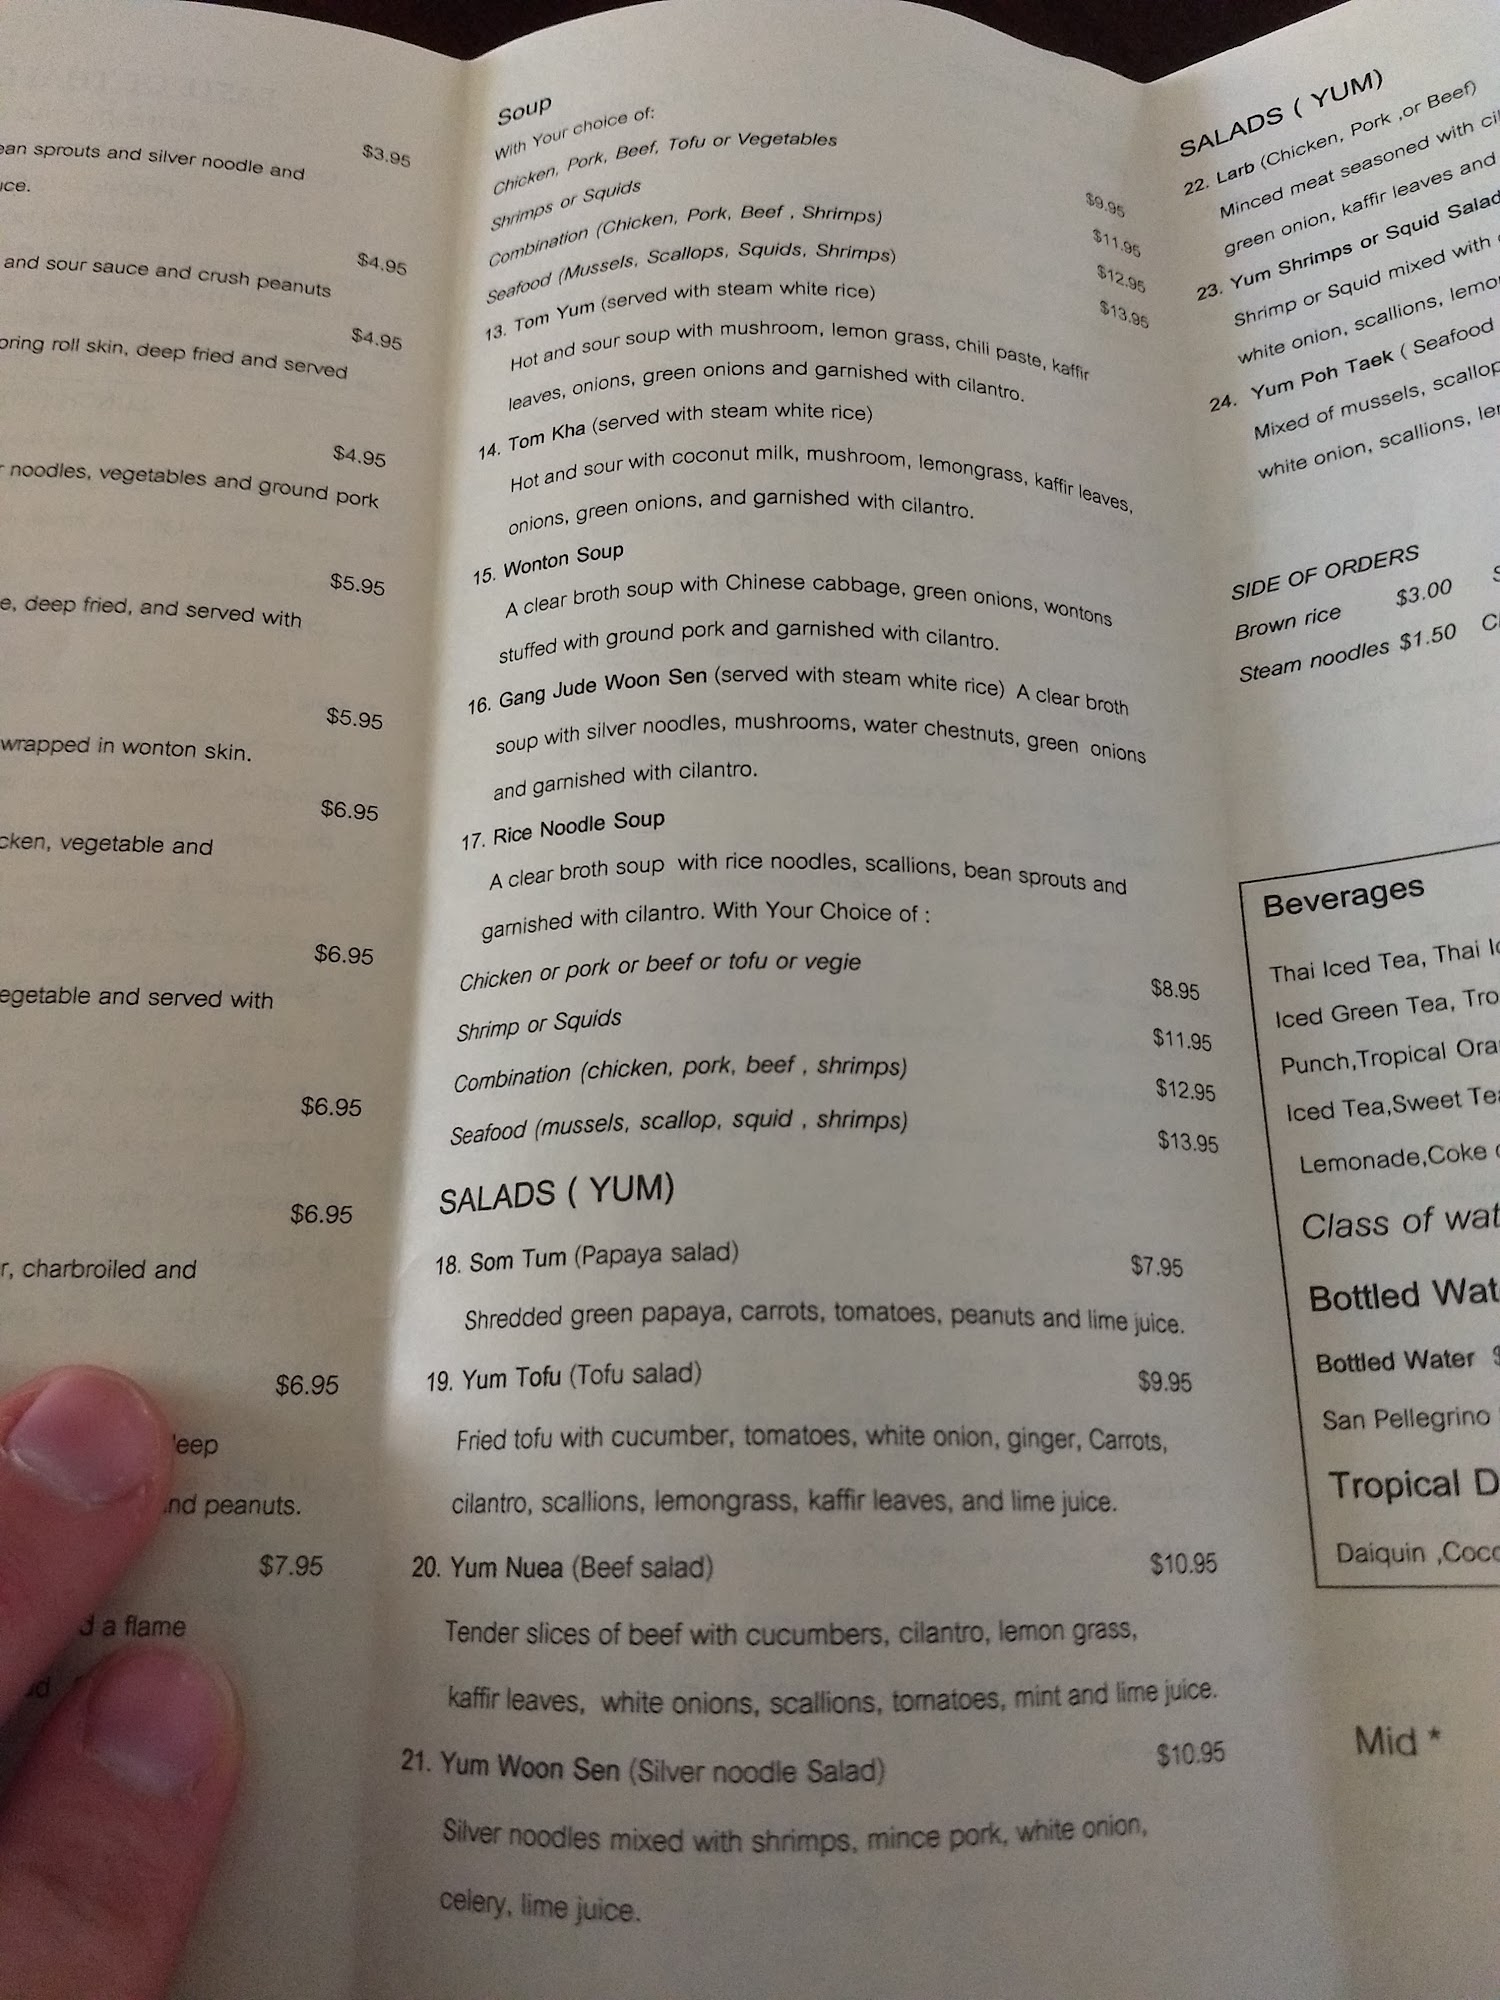 $3.95
ean sprouts and silver noodle and
$4.95
and sour sauce and crush peanuts
$4.95
roll skin, deep fried and served
$4.95
noodles, vegetables and ground pork
$5.95
deep fried, and served with
$5.95
wrapped in wonton skin.
$6.95
vegetable and
$6.95
egetable and served with
$6.95
$6.95
charbroiled and
$6.95
nd peanuts.
$7.95
a flame
Soup
With Your choice of:
Chicken, Pork, Beef, Tofu or Vegetables $9.95
Shrimps or Squids $11.95
Combination (Chicken, Pork, Beef , Shrimps) $12.95
Seafood (Mussels, Scallops, Squids, Shrimps) $13.95
13. Tom Yum (served with steam white rice)
Hot and sour soup with mushroom, lemon grass, chili paste, kaffir
leaves, onions, green onions and garnished with cilantro.
14. Tom Kha (served with steam white rice)
Hot and sour with coconut milk, mushroom, lemongrass, kaffir leaves,
onions, green onions, and garnished with cilantro.
15. Wonton Soup
A clear broth soup with Chinese cabbage, green onions, wontons
stuffed with ground pork and garnished with cilantro.
16. Gang Jude Woon Sen (served with steam white rice) A clear broth
soup with silver noodles, mushrooms, water chestnuts, green onions
and garnished with cilantro.
17. Rice Noodle Soup
A clear broth soup with rice noodles, scallions, bean sprouts and
garnished with cilantro. With Your Choice of :
Chicken or pork or beef or tofu or vegie $8.95
Shrimp or Squids $11.95
Combination (chicken, pork, beef , shrimps) $12.95
Seafood (mussels, scallop, squid , shrimps) $13.95
SALADS ( YUM)
18. Som Tum (Papaya salad) $7.95
Shredded green papaya, carrots, tomatoes, peanuts and lime juice.
19. Yum Tofu (Tofu salad) $9.95
Fried tofu with cucumber, tomatoes, white onion, ginger, Carrots,
cilantro, scallions, lemongrass, kaffir leaves, and lime juice.
20. Yum Nuea (Beef salad) $10.95
Tender slices of beef with cucumbers, cilantro, lemon grass,
kaffir leaves, white onions, scallions, tomatoes, mint and lime juice.
21. Yum Woon Sen (Silver noodle Salad) $10.95
Silver noodles mixed with shrimps, mince pork, white onion,
celery, lime juice.
SALADS ( YUM)
22. Larb (Chicken, Pork ,or Beef)
Minced meat seasoned with
green onion, kaffir leaves and
23. Yum Shrimps or Squid Salad
Shrimp or Squid mixed with
white onion, scallions,
24. Yum Poh Taek ( Seafood
Mixed of mussels,
white onion, scallions,
SIDE OF ORDERS
Brown rice $3.00
Steam noodles $1.50
Beverages
Thai Iced Tea, Thai
Iced Green Tea,
Punch,Tropical
Iced Tea,Sweet
Lemonade,Coke
Class of
Bottled
Bottled Water
San Pellegrino
Tropical
Daiquin
Mid *